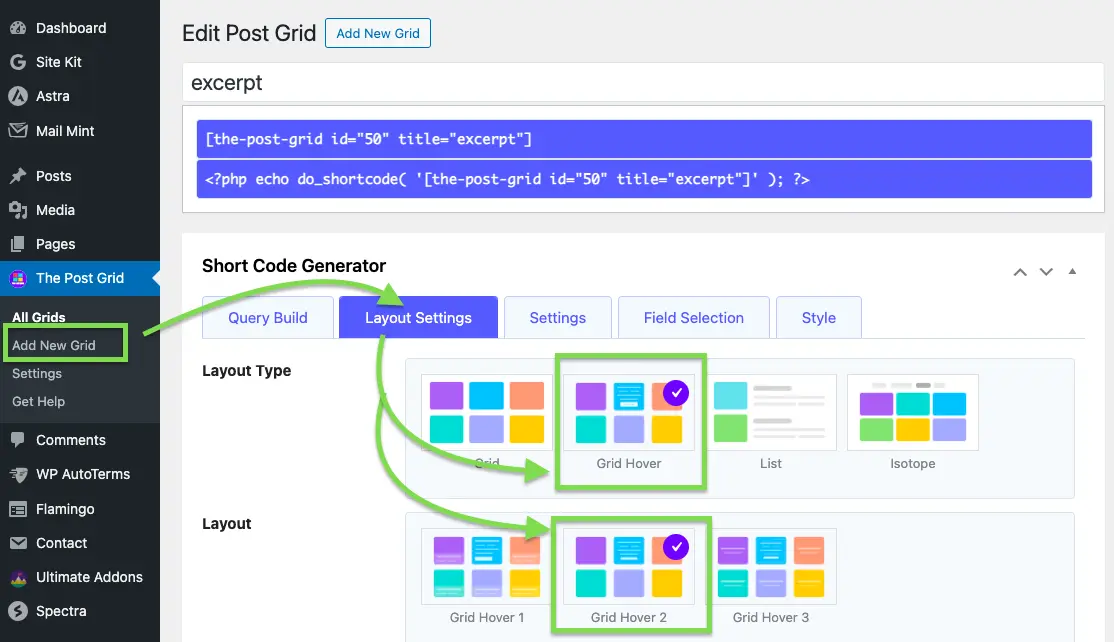 Dashboard
Site Kit
Astra
Mail Mint
Posts
Media
Pages
The Post Grid
All Grids
Add New Grid
Settings
Get Help
Comments
WP AutoTerms
Flamingo
Contact
Ultimate Addons
Spectra
Edit Post Grid
Add New Grid
excerpt
[the-post-grid id="50" title="excerpt"]
<?php echo do_shortcode( '[the-post-grid id="50" title="excerpt"]' ); ?>
Short Code Generator
Query Build
Layout Settings
Settings
Field Selection
Style
Layout Type
Grid
Grid Hover
List
Isotope
Layout
Grid Hover 1
Grid Hover 2
Grid Hover 3